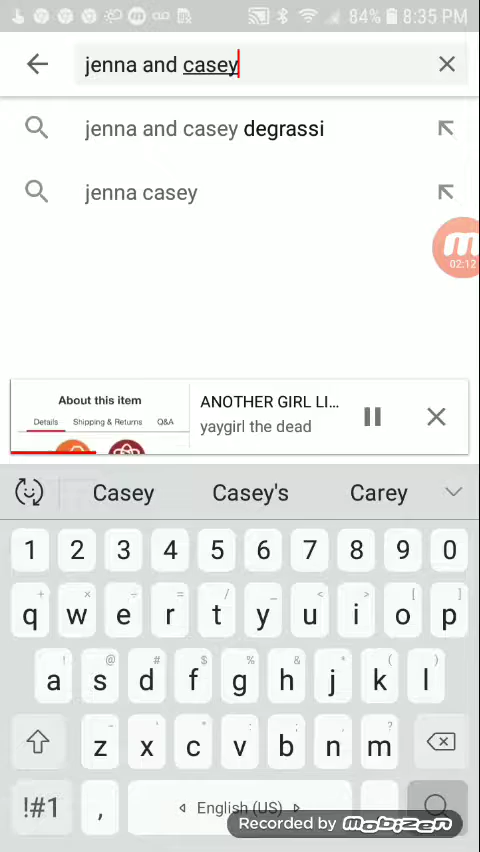 84% 8:35 PM
jenna and casey
jenna and casey degrassi
jenna casey
02:12
About this item
Details Shipping & Returns Q&A
ANOTHER GIRL LI...
yaygirl the dead
Casey Casey's Carey
1 2 3 4 5 6 7 8 9 0
+ × ÷ = / _ < > [ ]
q w e r t y u i o p
! @ # $ % ^ & * ( )
a s d f g h j k l
- ' " : ; , ?
z x c v b n m
!#1 , English (US)
Recorded by mobizen